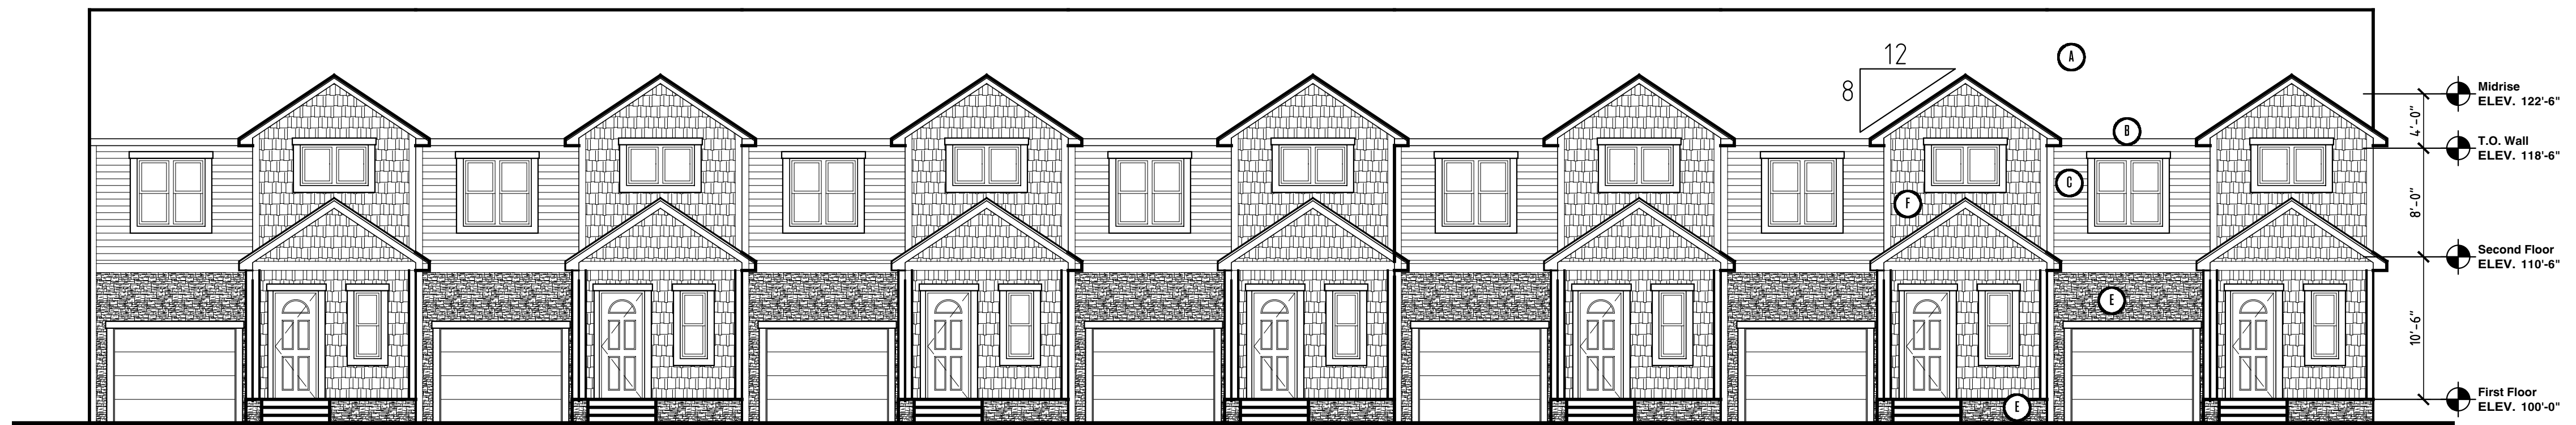 12
A
8
Midrise
ELEV. 122'-6"
4'-0"
B
T.O. Wall
ELEV. 118'-6"
C
F
8'-0"
Second Floor
ELEV. 110'-6"
E
10'-6"
First Floor
ELEV. 100'-0"
E